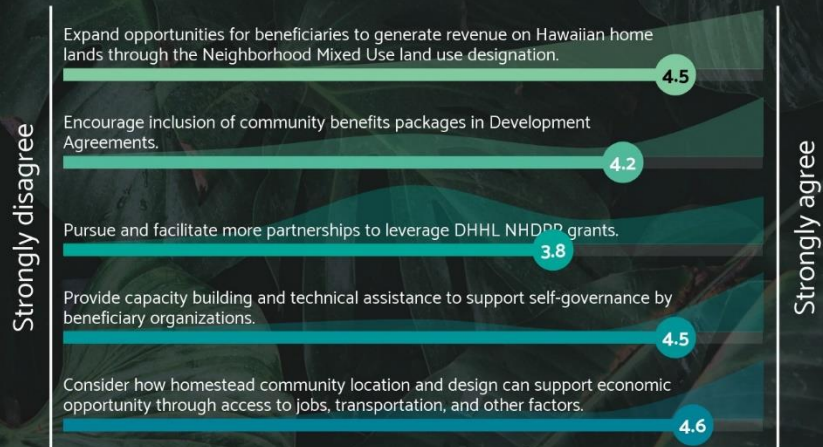 Strongly disagree
Expand opportunities for beneficiaries to generate revenue on Hawaiian home
lands through the Neighborhood Mixed Use land use designation.
4.5
Encourage inclusion of community benefits packages in Development
Agreements.
4.2
Pursue and facilitate more partnerships to leverage DHHL NHDPP grants.
3.8
Provide capacity building and technical assistance to support self-governance by
beneficiary organizations.
4.5
Consider how homestead community location and design can support economic
opportunity through access to jobs, transportation, and other factors.
4.6
Strongly agree